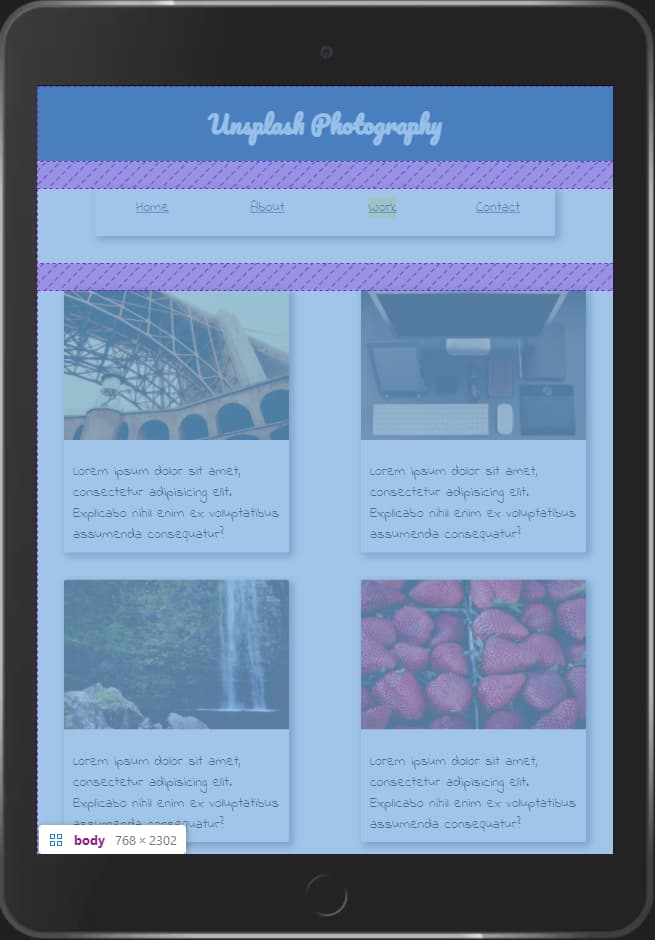 Unsplash Photography
Home About Work Contact
Lorem ipsum dolor sit amet,
consectetur adipisicing elit.
Explicabo nihil enim ex voluptatibus
assumenda consequatur?
Lorem ipsum dolor sit amet,
consectetur adipisicing elit.
Explicabo nihil enim ex voluptatibus
assumenda consequatur?
Lorem ipsum dolor sit amet,
consectetur adipisicing elit.
Explicabo nihil enim ex voluptatibus
assumenda consequatur?
Lorem ipsum dolor sit amet,
consectetur adipisicing elit.
Explicabo nihil enim ex voluptatibus
assumenda consequatur?
body 768 × 2302